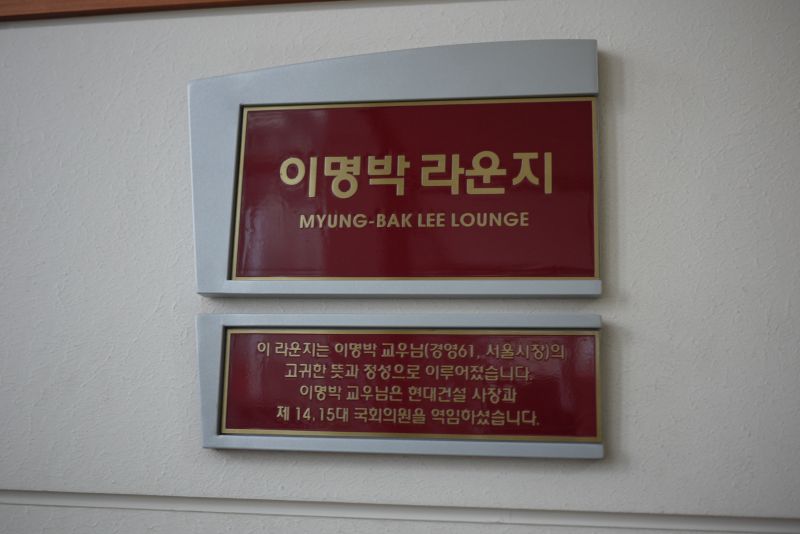 이명박 라운지
MYUNG-BAK LEE LOUNGE
이 라운지는 이명박 교우님(경영61, 서울시장)의
고귀한 뜻과 정성으로 이루어졌습니다.
이명박 교우님은 현대건설 사장과
제 14, 15대 국회의원을 역임하셨습니다.